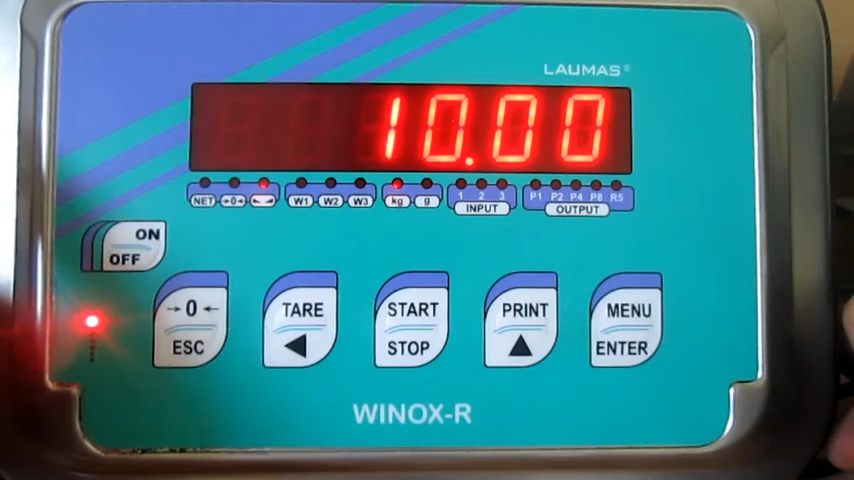 LAUMAS®
10.00
NET →0← W1 W2 W3 kg g 1 2 3 INPUT P1 P2 P4 P6 R5 OUTPUT
ON
OFF
→0← TARE START PRINT MENU
ESC ◀ STOP ▲ ENTER
WINOX-R